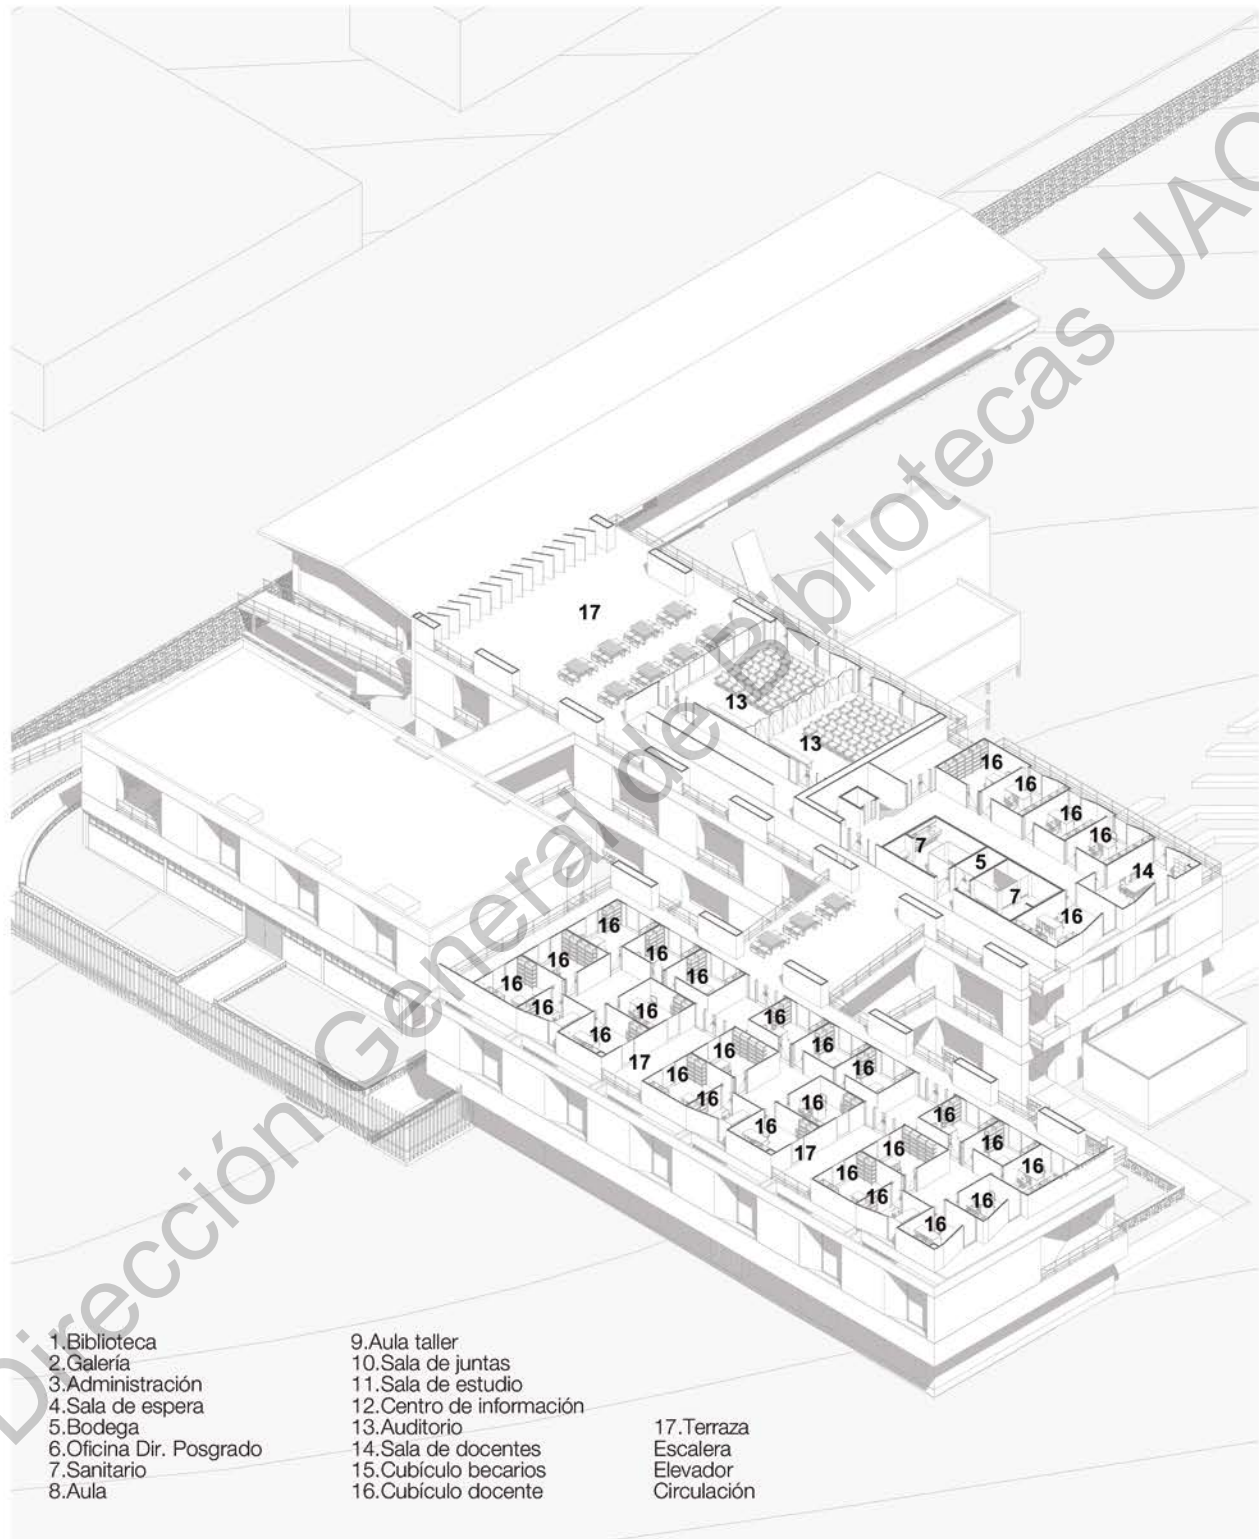 17
13
13
16
16
16
16
7
5
14
7
16
16
16
16
16
16
16
16
16
16
16
16
17
16
16
16
16
16
16
16
16
17
16
16
16
16
16
1.Biblioteca
2.Galería
3.Administración
4.Sala de espera
5.Bodega
6.Oficina Dir. Posgrado
7.Sanitario
8.Aula
9.Aula taller
10.Sala de juntas
11.Sala de estudio
12.Centro de información
13.Auditorio
14.Sala de docentes
15.Cubículo becarios
16.Cubículo docente
17.Terraza
Escalera
Elevador
Circulación
Dirección General de Bibliotecas UAQ